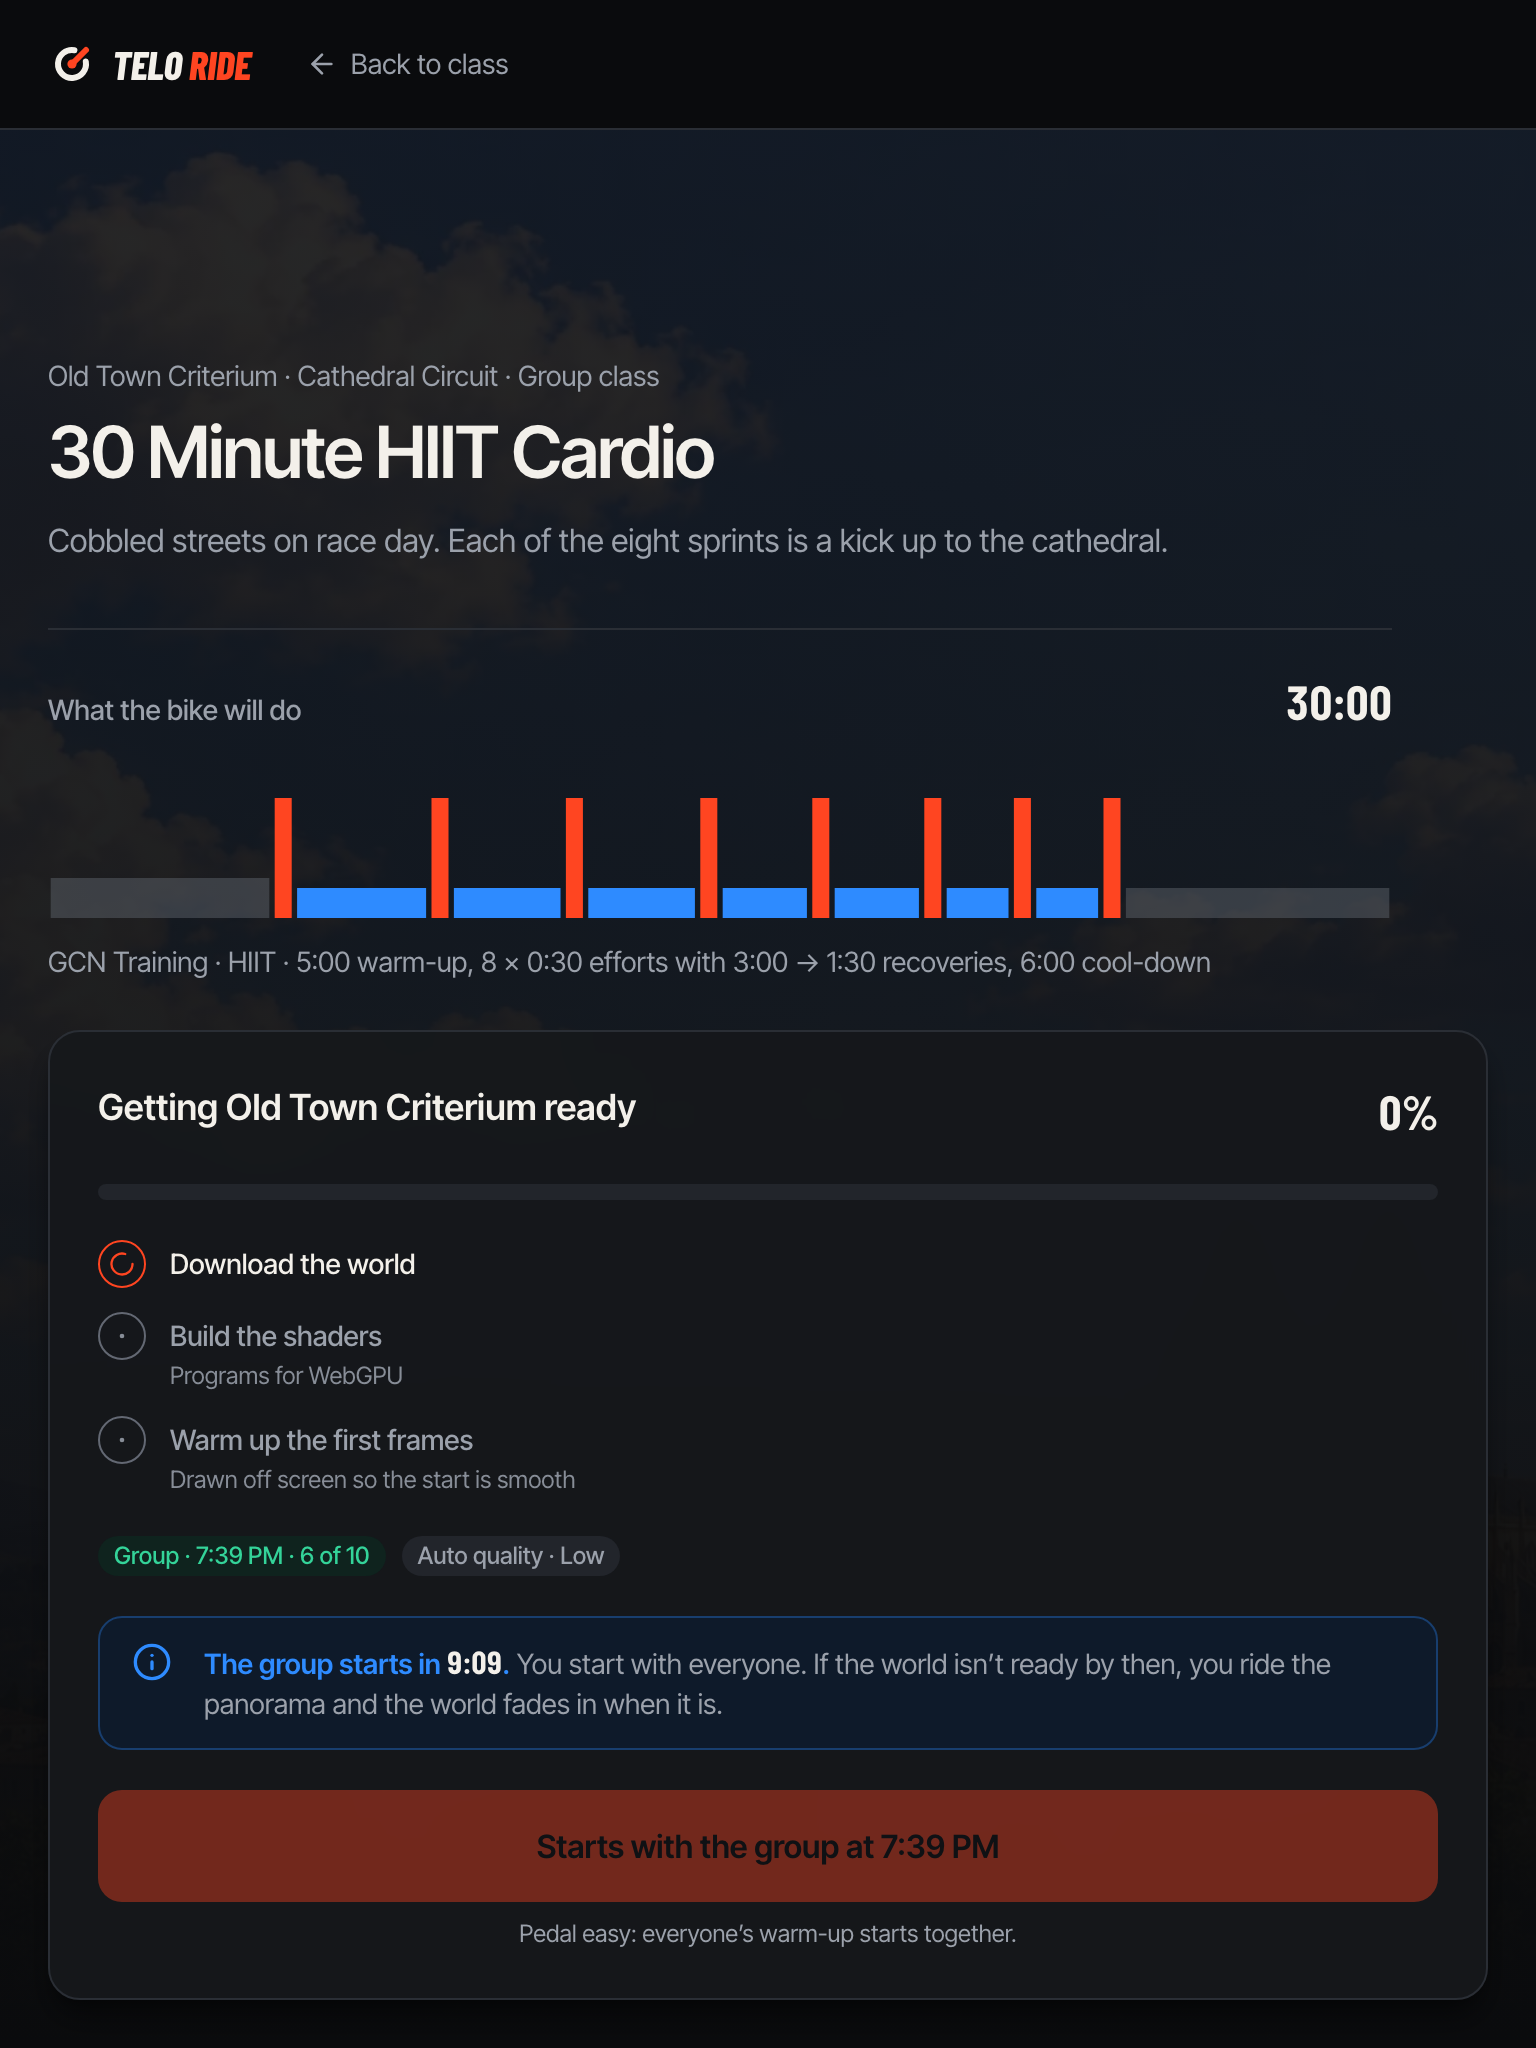 TELO RIDE
Back to class
Old Town Criterium · Cathedral Circuit · Group class
30 Minute HIIT Cardio
Cobbled streets on race day. Each of the eight sprints is a kick up to the cathedral.
What the bike will do
30:00
GCN Training · HIIT · 5:00 warm-up, 8 × 0:30 efforts with 3:00 → 1:30 recoveries, 6:00 cool-down
Getting Old Town Criterium ready
0%
Download the world
Build the shaders
Programs for WebGPU
Warm up the first frames
Drawn off screen so the start is smooth
Group · 7:39 PM · 6 of 10
Auto quality · Low
The group starts in 9:09. You start with everyone. If the world isn’t ready by then, you ride the
panorama and the world fades in when it is.
Starts with the group at 7:39 PM
Pedal easy: everyone’s warm-up starts together.